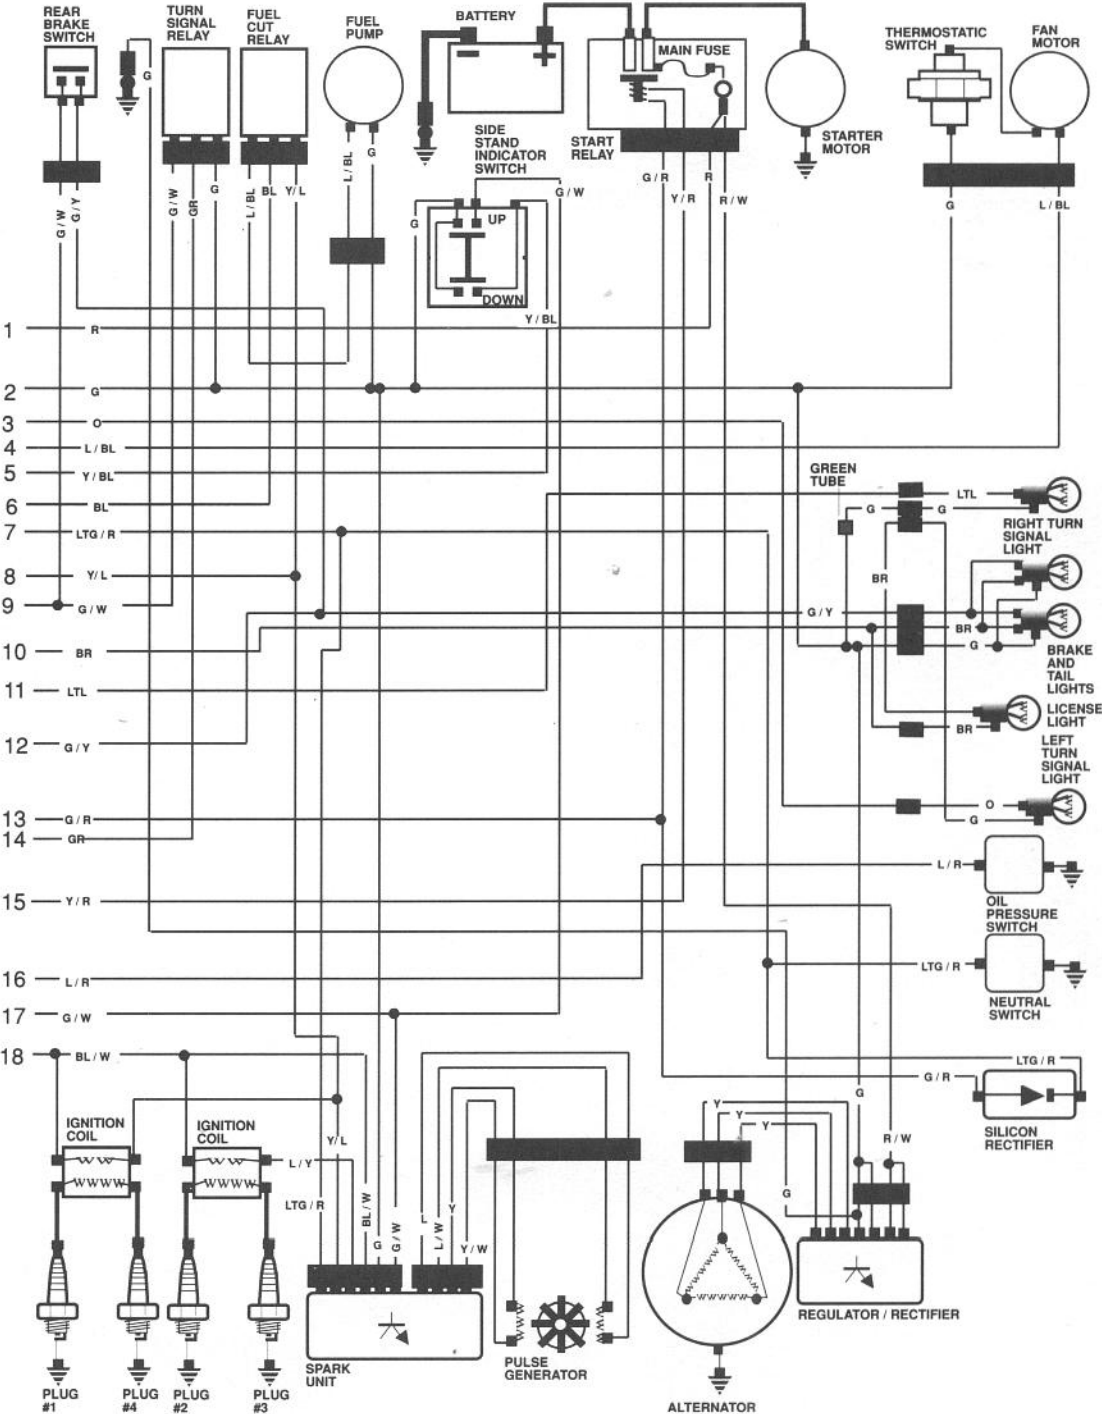 REAR
BRAKE
SWITCH
TURN
SIGNAL
RELAY
FUEL
CUT
RELAY
FUEL
PUMP
BATTERY
MAIN FUSE
START
RELAY
STARTER
MOTOR
THERMOSTATIC
SWITCH
FAN
MOTOR
SIDE
STAND
INDICATOR
SWITCH
UP
DOWN
G
G / W
G / Y
G / W
GR
G
L / BL
BL
Y / L
L / BL
G
G
G / W
Y / BL
G / R
Y / R
R
R / W
G
L / BL
1
R
2
G
3
O
4
L / BL
5
Y / BL
6
BL
7
LTG / R
8
Y / L
9
G / W
10
BR
11
LTL
12
G / Y
13
G / R
14
GR
15
Y / R
16
L / R
17
G / W
18
BL / W
GREEN
TUBE
LTL
G
G
RIGHT TURN
SIGNAL
LIGHT
BR
G / Y
BR
G
BRAKE
AND
TAIL
LIGHTS
LICENSE
LIGHT
BR
LEFT
TURN
SIGNAL
LIGHT
O
G
L / R
OIL
PRESSURE
SWITCH
LTG / R
NEUTRAL
SWITCH
LTG / R
G / R
SILICON
RECTIFIER
IGNITION
COIL
IGNITION
COIL
Y / L
L / Y
LTG / R
BL / W
G
G / W
L
L / W
Y
Y / W
Y
Y
Y
G
G
R / W
REGULATOR / RECTIFIER
PULSE
GENERATOR
SPARK
UNIT
ALTERNATOR
PLUG
#1
PLUG
#4
PLUG
#2
PLUG
#3